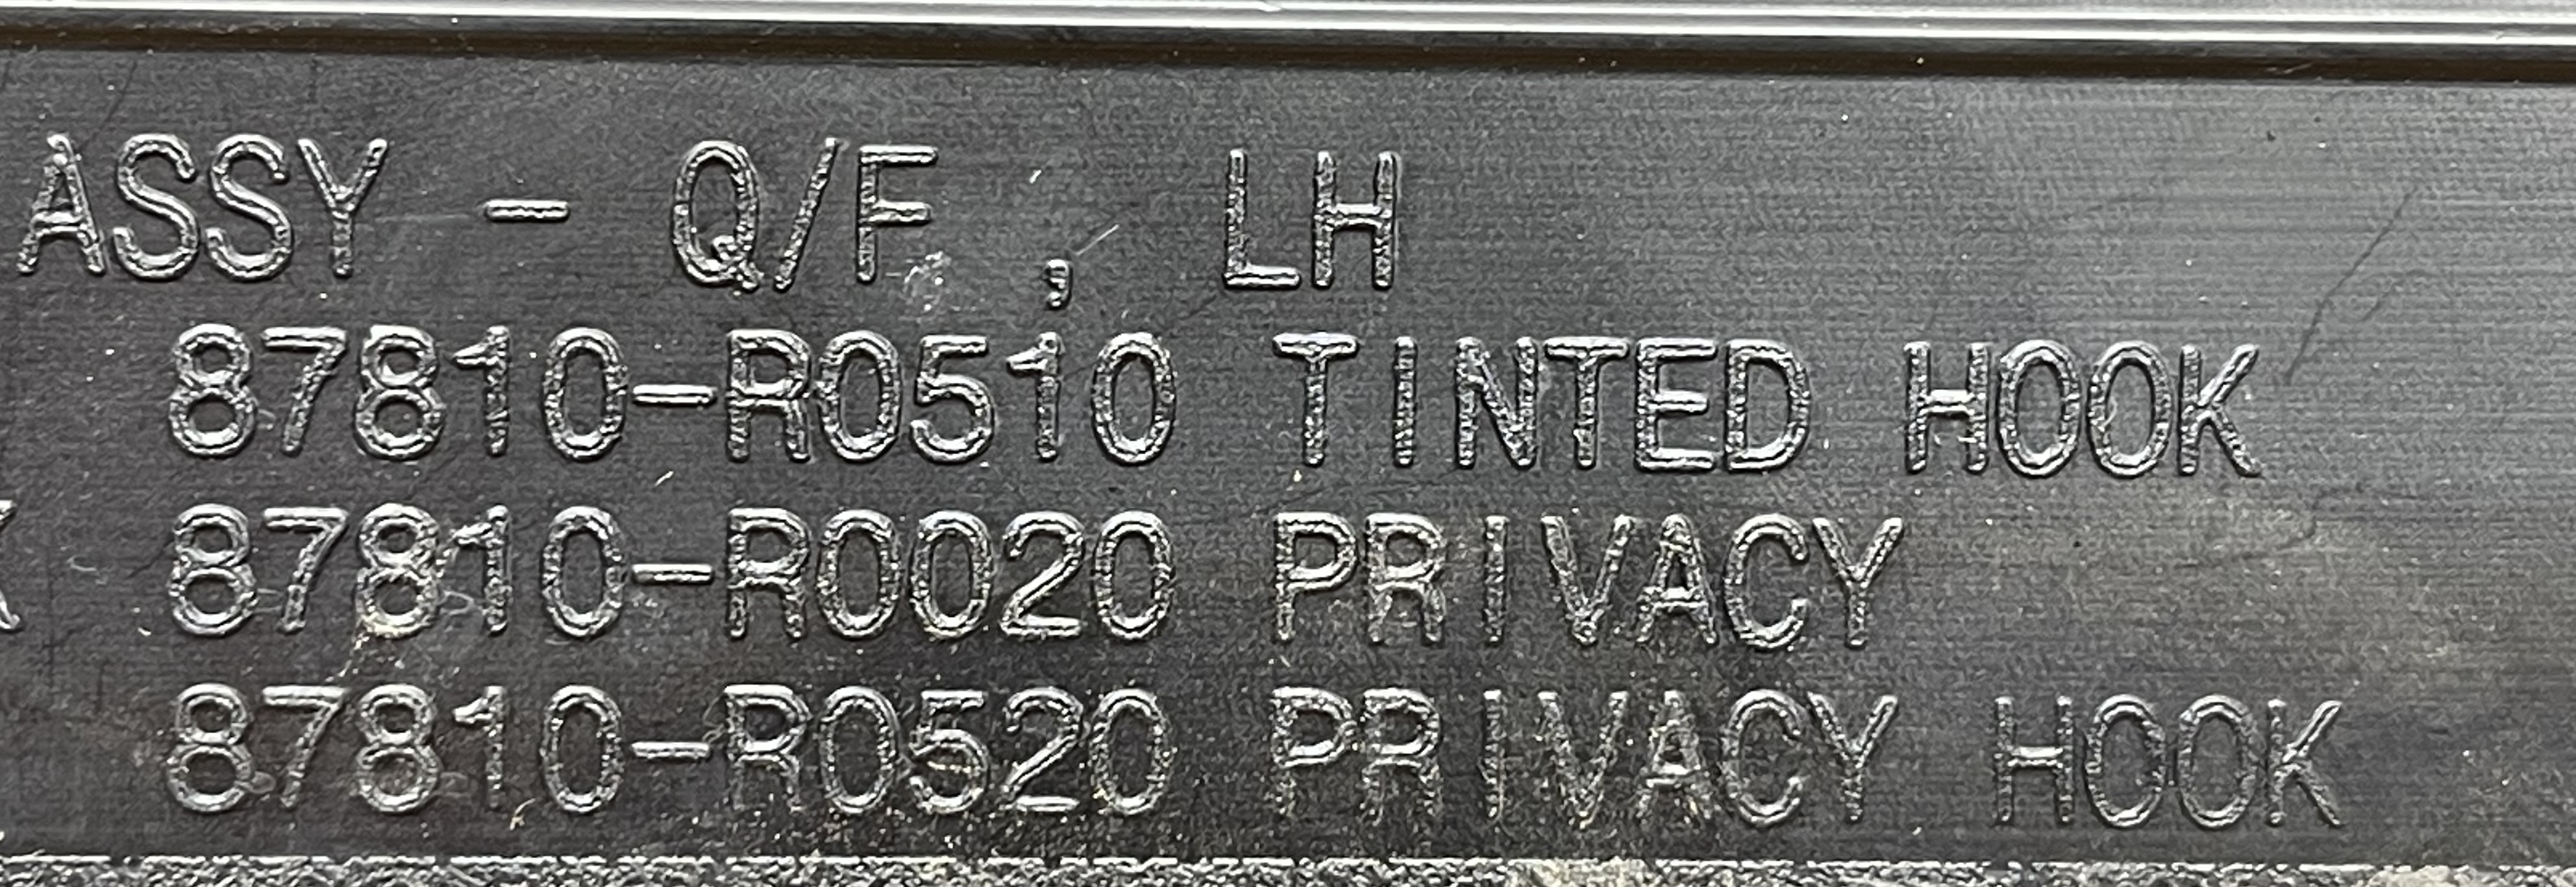 ASSY - Q/F , LH
87810-R0510 TINTED HOOK
87810-R0020 PRIVACY
87810-R0520 PRIVACY HOOK